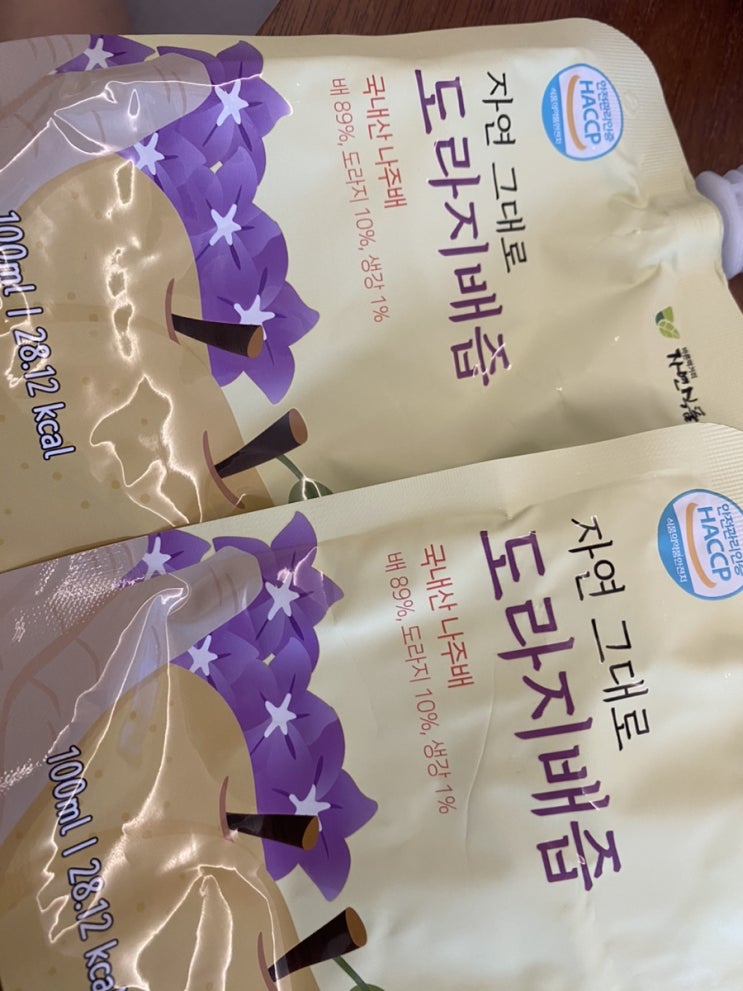 안전관리인증
HACCP
식품의약품안전처
자연 그대로
도라지배즙
국내산 나주배
배 89%, 도라지 10%, 생강 1%
100ml | 28.12 kcal
자연식품
안전관리인증
HACCP
식품의약품안전처
자연 그대로
도라지배즙
국내산 나주배
배 89%, 도라지 10%, 생강 1%
100ml | 28.12 kcal